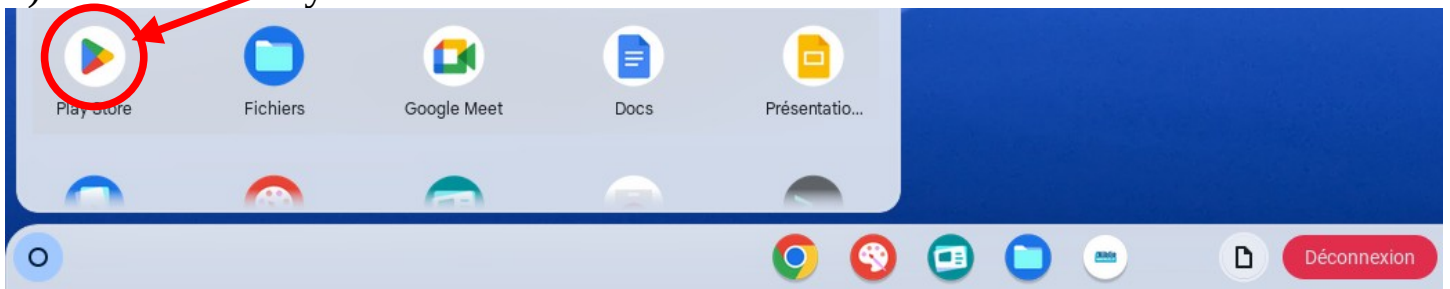 Play Store
Fichiers
Google Meet
Docs
Présentatio...
Déconnexion